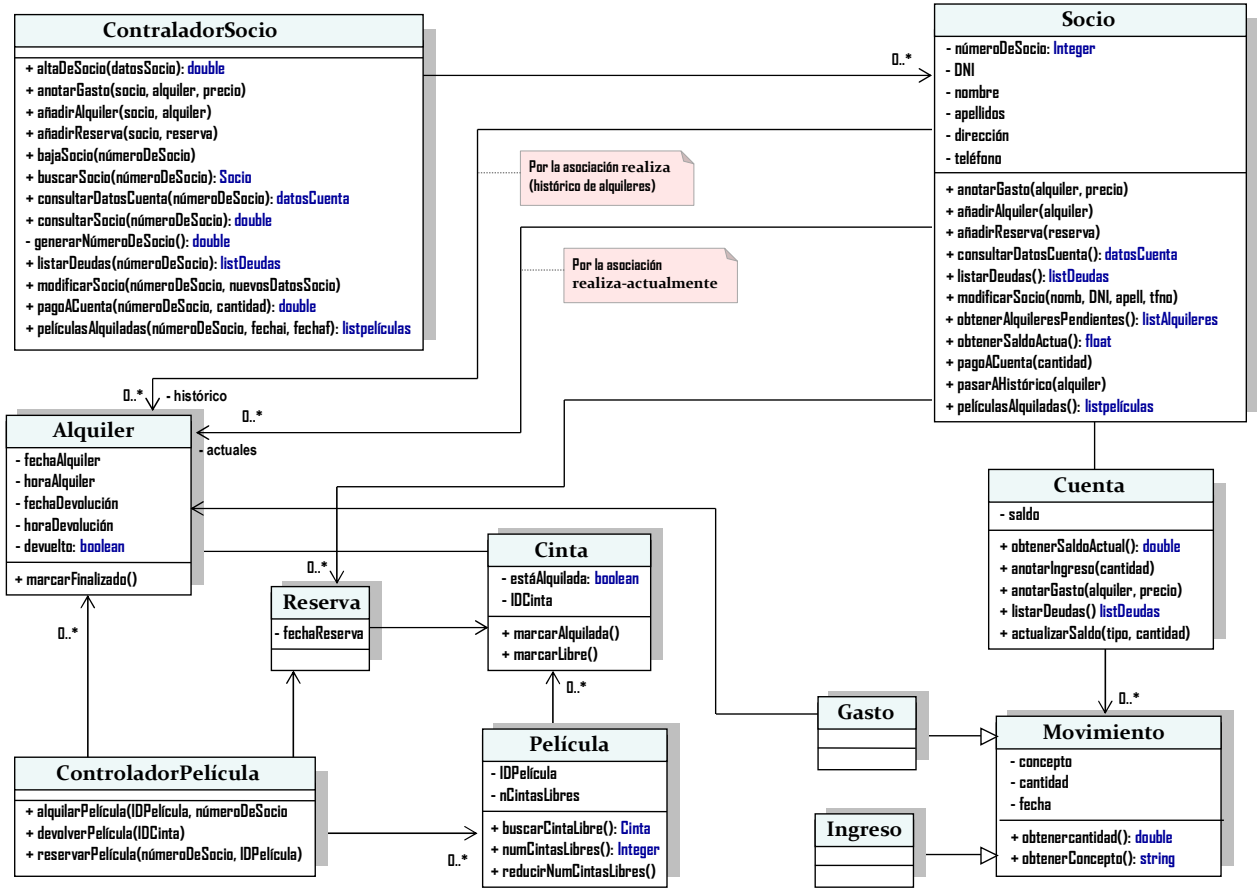 ContraladorSocio
+ altaDeSocio(datosSocio): double
+ anotarGasto(socio, alquiler, precio)
+ añadirAlquiler(socio, alquiler)
+ añadirReserva(socio, reserva)
+ bajaSocio(númeroDeSocio)
+ buscarSocio(númeroDeSocio): Socio
+ consultarDatosCuenta(númeroDeSocio): datosCuenta
+ consultarSocio(númeroDeSocio): double
- generarNúmeroDeSocio(): double
+ listarDeudas(númeroDeSocio): listDeudas
+ modificarSocio(númeroDeSocio, nuevosDatosSocio)
+ pagoACuenta(númeroDeSocio, cantidad): double
+ películasAlquiladas(númeroDeSocio, fechai, fechaf): listpelículas
0..*
Socio
- númeroDeSocio: Integer
- DNI
- nombre
- apellidos
- dirección
- teléfono
+ anotarGasto(alquiler, precio)
+ añadirAlquiler(alquiler)
+ añadirReserva(reserva)
+ consultarDatosCuenta(): datosCuenta
+ listarDeudas(): listDeudas
+ modificarSocio(nomb, DNI, apell, tfno)
+ obtenerAlquileresPendientes(): listAlquileres
+ obtenerSaldoActua(): float
+ pagoACuenta(cantidad)
+ pasarAHistórico(alquiler)
+ películasAlquiladas(): listpelículas
Por la asociación realiza
(histórico de alquileres)
Por la asociación
realiza-actualmente
0..*
- histórico
0..*
- actuales
Alquiler
- fechaAlquiler
- horaAlquiler
- fechaDevolución
- horaDevolución
- devuelto: boolean
+ marcarFinalizado()
0..*
0..*
Reserva
- fechaReserva
Cinta
- estáAlquilada: boolean
- IDCinta
+ marcarAlquilada()
+ marcarLibre()
0..*
Cuenta
- saldo
+ obtenerSaldoActual(): double
+ anotarIngreso(cantidad)
+ anotarGasto(alquiler, precio)
+ listarDeudas() listDeudas
+ actualizarSaldo(tipo, cantidad)
0..*
Gasto
Ingreso
Movimiento
- concepto
- cantidad
- fecha
+ obtenercantidad(): double
+ obtenerConcepto(): string
ControladorPelícula
+ alquilarPelícula(IDPelícula, númeroDeSocio
+ devolverPelícula(IDCinta)
+ reservarPelícula(númeroDeSocio, IDPelícula)
0..*
Película
- IDPelícula
- nCintasLibres
+ buscarCintaLibre(): Cinta
+ numCintasLibres(): Integer
+ reducirNumCintasLibres()